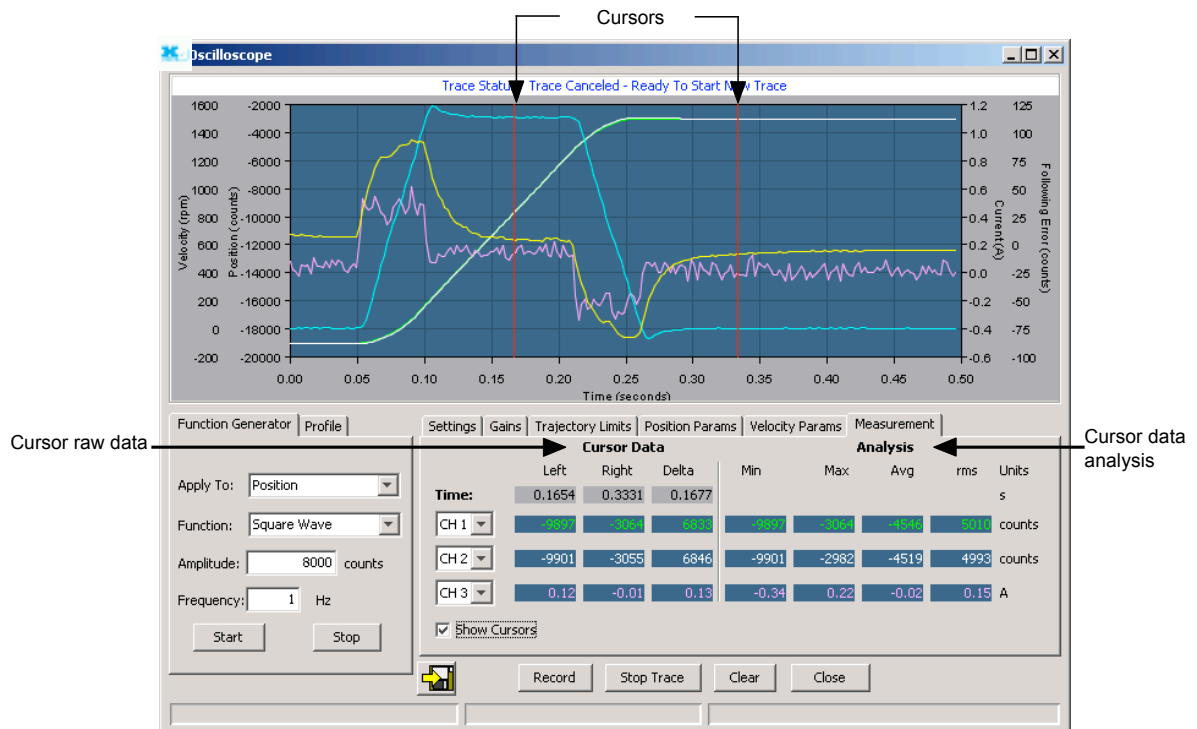 Cursors
Oscilloscope
Trace Status: Trace Canceled - Ready To Start New Trace
1600 -2000 1.2 125
1400 -4000 1.0 100
1200 -6000 0.8 75
1000 -8000 0.6 50
800 -10000 0.4 25
600 -12000 0.2 0
400 -14000 0.0 -25
200 -16000 -0.2 -50
0 -18000 -0.4 -75
-200 -20000 -0.6 -100
Velocity (rpm)
Position (counts)
Current (A)
Following Error (counts)
0.00 0.05 0.10 0.15 0.20 0.25 0.30 0.35 0.40 0.45 0.50
Time (seconds)
Function Generator Profile
Settings Gains Trajectory Limits Position Params Velocity Params Measurement
Cursor raw data
Cursor data
analysis
Cursor Data Analysis
Left Right Delta Min Max Avg rms Units
Time: 0.1654 0.3331 0.1677 s
CH 1 -9897 -3064 6833 -9897 -3064 -4546 5010 counts
CH 2 -9901 -3055 6846 -9901 -2982 -4519 4993 counts
CH 3 0.12 -0.01 0.13 -0.34 0.22 -0.02 0.15 A
Show Cursors
Apply To: Position
Function: Square Wave
Amplitude: 8000 counts
Frequency: 1 Hz
Start Stop
Record Stop Trace Clear Close